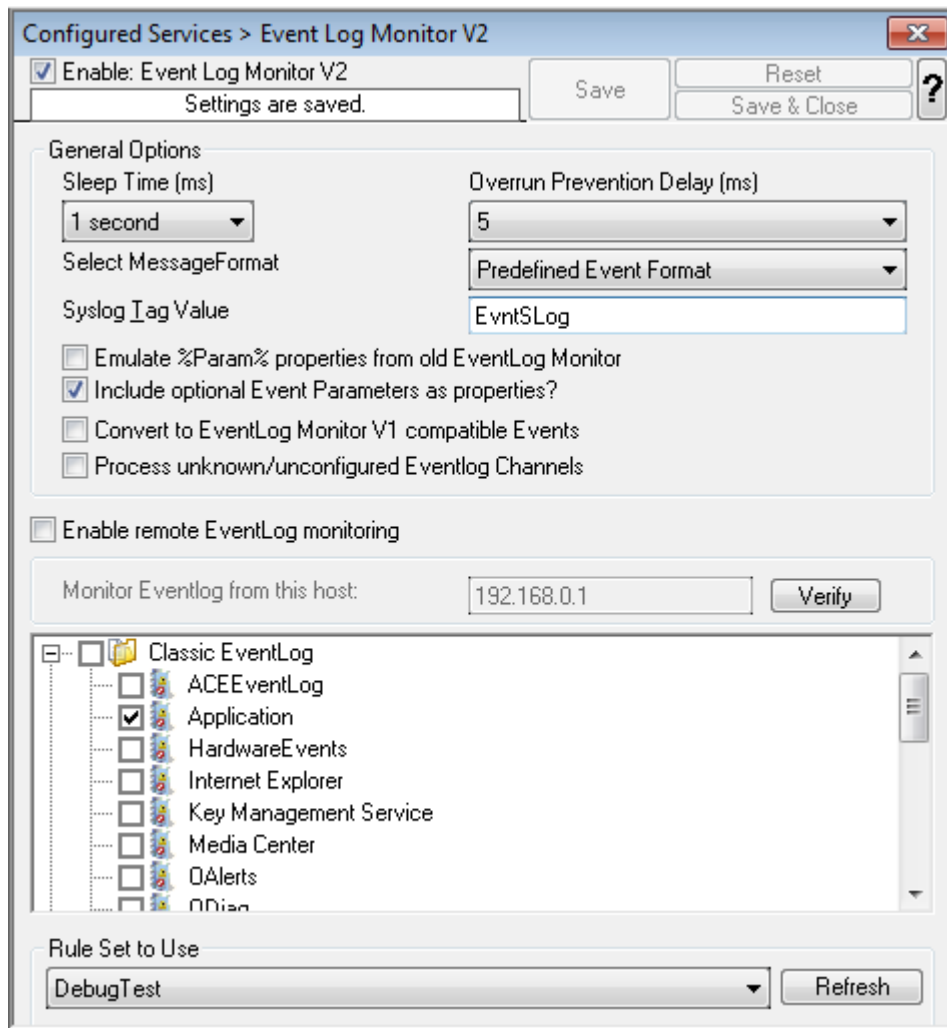 Configured Services > Event Log Monitor V2
Enable: Event Log Monitor V2
Settings are saved.
Save
Reset
Save & Close
?
General Options
Sleep Time (ms)
Overrun Prevention Delay (ms)
1 second
5
Select MessageFormat
Predefined Event Format
Syslog Tag Value
EvntSLog
Emulate %Param% properties from old EventLog Monitor
Include optional Event Parameters as properties?
Convert to EventLog Monitor V1 compatible Events
Process unknown/unconfigured Eventlog Channels
Enable remote EventLog monitoring
Monitor Eventlog from this host:
192.168.0.1
Verify
Classic EventLog
ACEEventLog
Application
HardwareEvents
Internet Explorer
Key Management Service
Media Center
OAlerts
ODiag
Rule Set to Use
DebugTest
Refresh